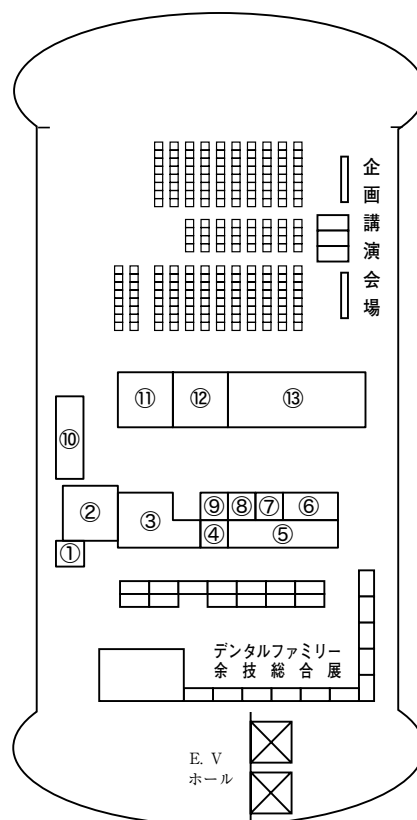 企画講演会場
⑪ ⑫ ⑬
⑩
② ③ ⑨ ⑧ ⑦ ⑥
① ④ ⑤
デンタルファミリー
余技総合展
E. V
ホール